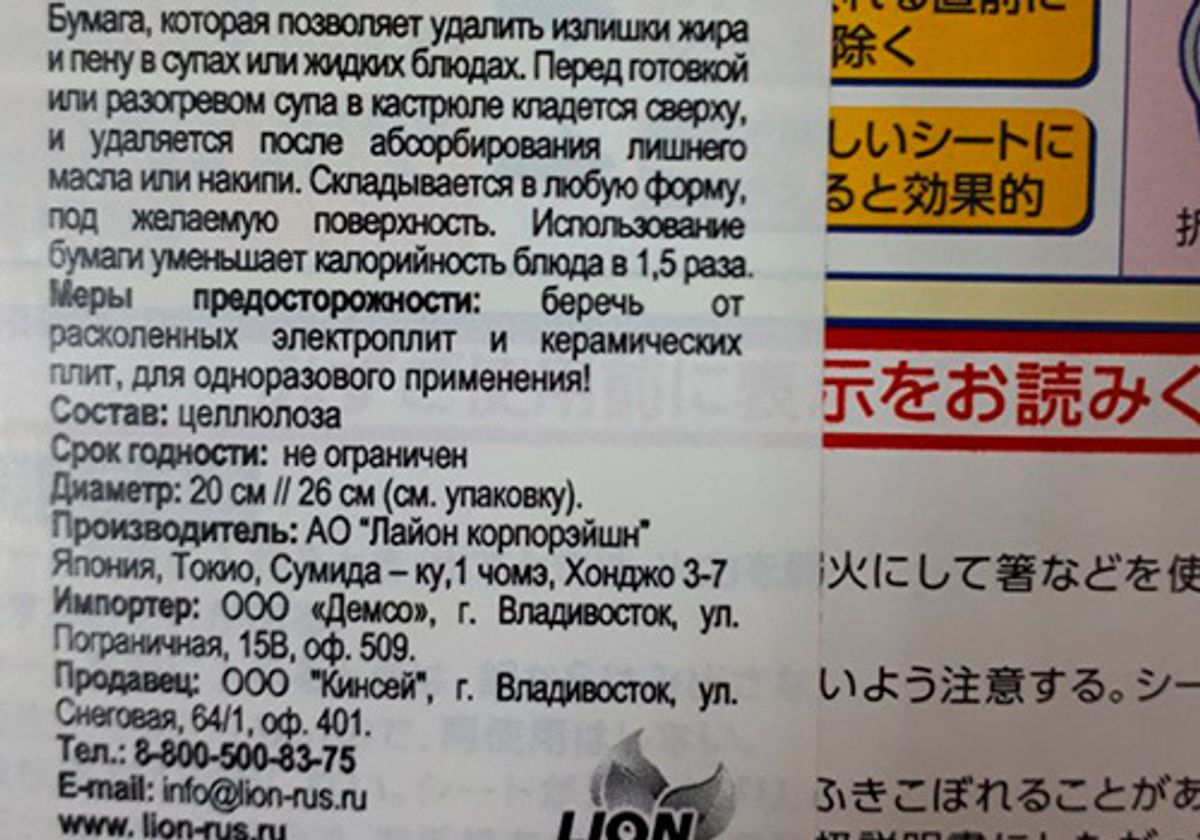 Бумага, которая позволяет удалить излишки жира
и пену в супах или жидких блюдах. Перед готовкой
или разогревом супа в кастрюле кладется сверху,
и удаляется после абсорбирования лишнего
масла или накипи. Складывается в любую форму,
под желаемую поверхность. Использование
бумаги уменьшает калорийность блюда в 1,5 раза.
Меры предосторожности: беречь от
расколенных электроплит и керамических
плит, для одноразового применения!
Состав: целлюлоза
Срок годности: не ограничен
Диаметр: 20 см // 26 см (см. упаковку).
Производитель: АО "Лайон корпорэйшн"
Япония, Токио, Сумида – ку,1 чомэ, Хонджо 3-7
Импортер: ООО «Демсо», г. Владивосток, ул.
Пограничная, 15В, оф. 509.
Продавец: ООО "Кинсей", г. Владивосток, ул.
Снеговая, 64/1, оф. 401.
Тел.: 8-800-500-83-75
E-mail: info@lion-rus.ru
www. lion-rus.ru
LION
れる直前に
除く
しいシートに
ると効果的
折
示をお読みく
火にして箸などを使
いよう注意する。シー
ふきこぼれることがあ